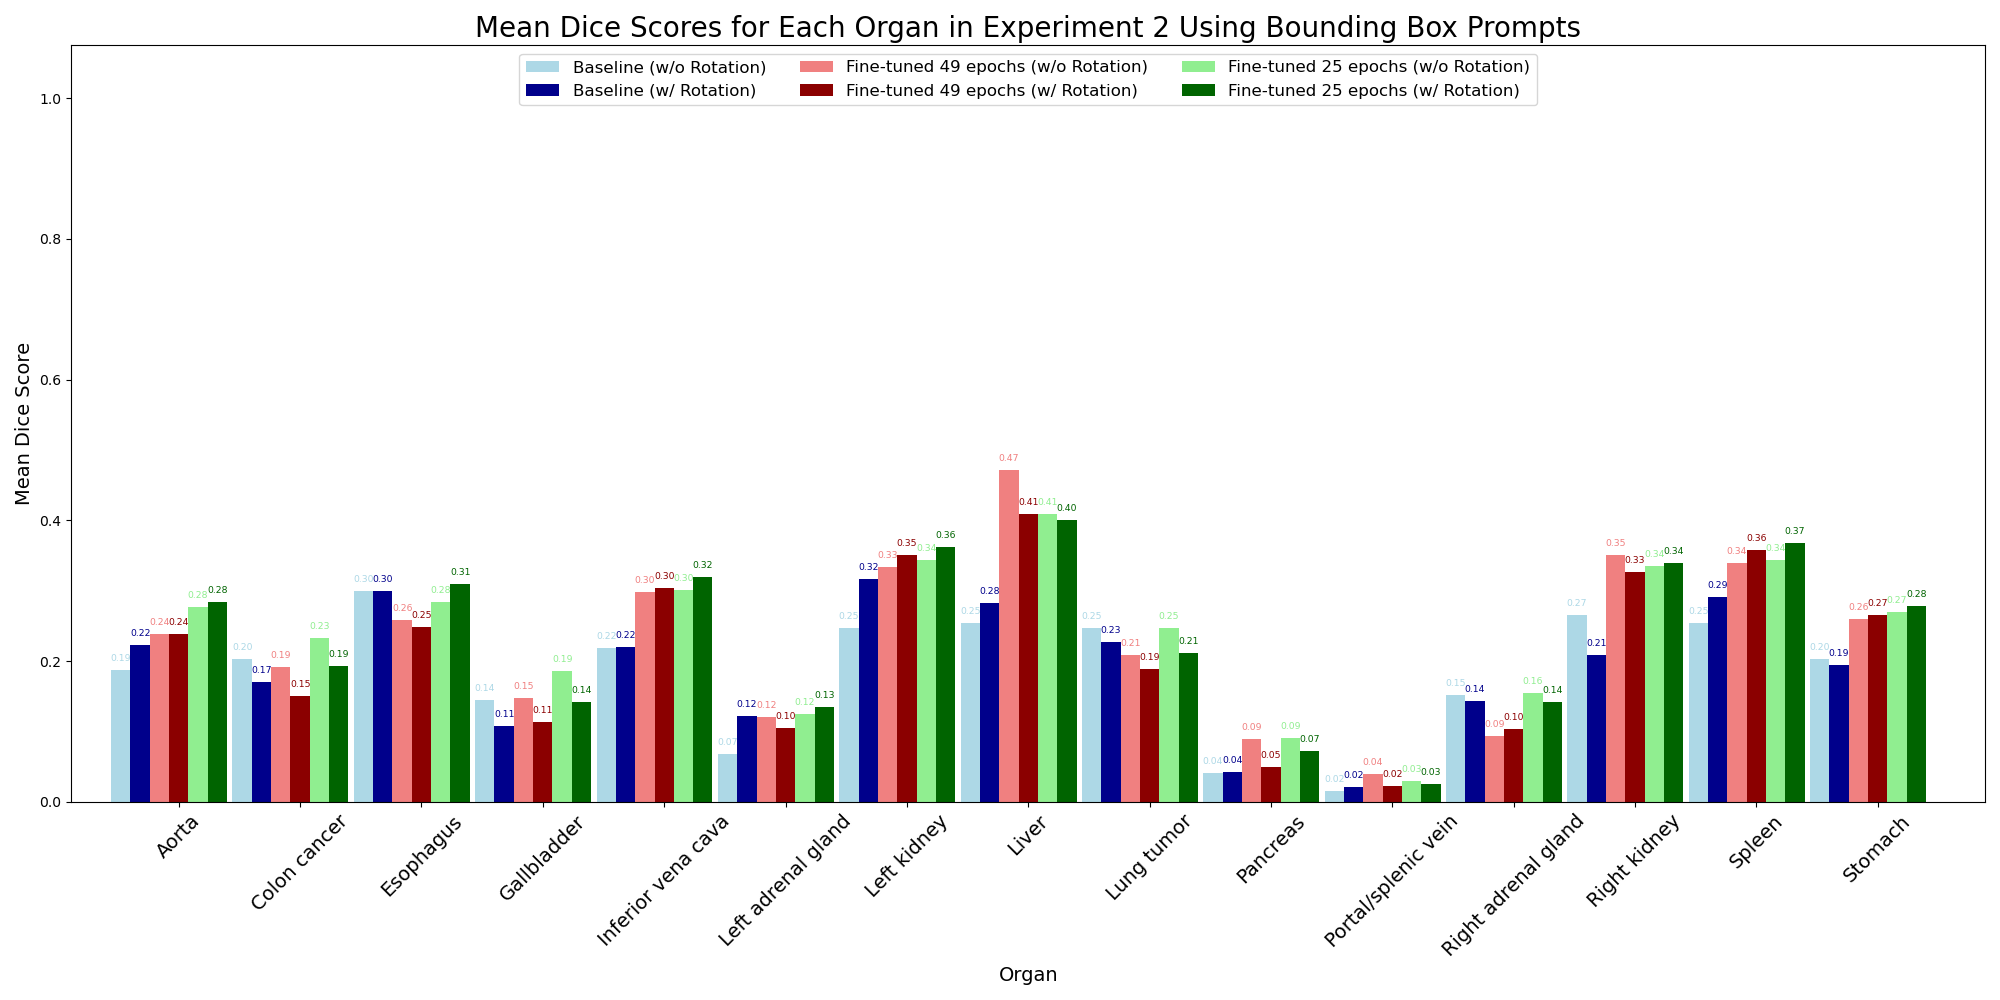 Mean Dice Scores for Each Organ in Experiment 2 Using Bounding Box Prompts
Baseline (w/o Rotation)
Baseline (w/ Rotation)
Fine-tuned 49 epochs (w/o Rotation)
Fine-tuned 49 epochs (w/ Rotation)
Fine-tuned 25 epochs (w/o Rotation)
Fine-tuned 25 epochs (w/ Rotation)
Mean Dice Score
1.0
0.8
0.6
0.4
0.2
0.0
0.19 0.22 0.24 0.24 0.28 0.28
0.20 0.17 0.19 0.15 0.23 0.19
0.30 0.30 0.26 0.25 0.28 0.31
0.14 0.11 0.15 0.11 0.19 0.14
0.22 0.22 0.30 0.30 0.30 0.32
0.07 0.12 0.12 0.10 0.12 0.13
0.25 0.32 0.33 0.35 0.34 0.36
0.25 0.28 0.47 0.41 0.41 0.40
0.25 0.23 0.21 0.19 0.25 0.21
0.04 0.04 0.09 0.05 0.09 0.07
0.02 0.02 0.04 0.02 0.03 0.03
0.15 0.14 0.09 0.10 0.16 0.14
0.27 0.21 0.35 0.33 0.34 0.34
0.25 0.29 0.34 0.36 0.34 0.37
0.20 0.19 0.26 0.27 0.27 0.28
Aorta
Colon cancer
Esophagus
Gallbladder
Inferior vena cava
Left adrenal gland
Left kidney
Liver
Lung tumor
Pancreas
Portal/splenic vein
Right adrenal gland
Right kidney
Spleen
Stomach
Organ